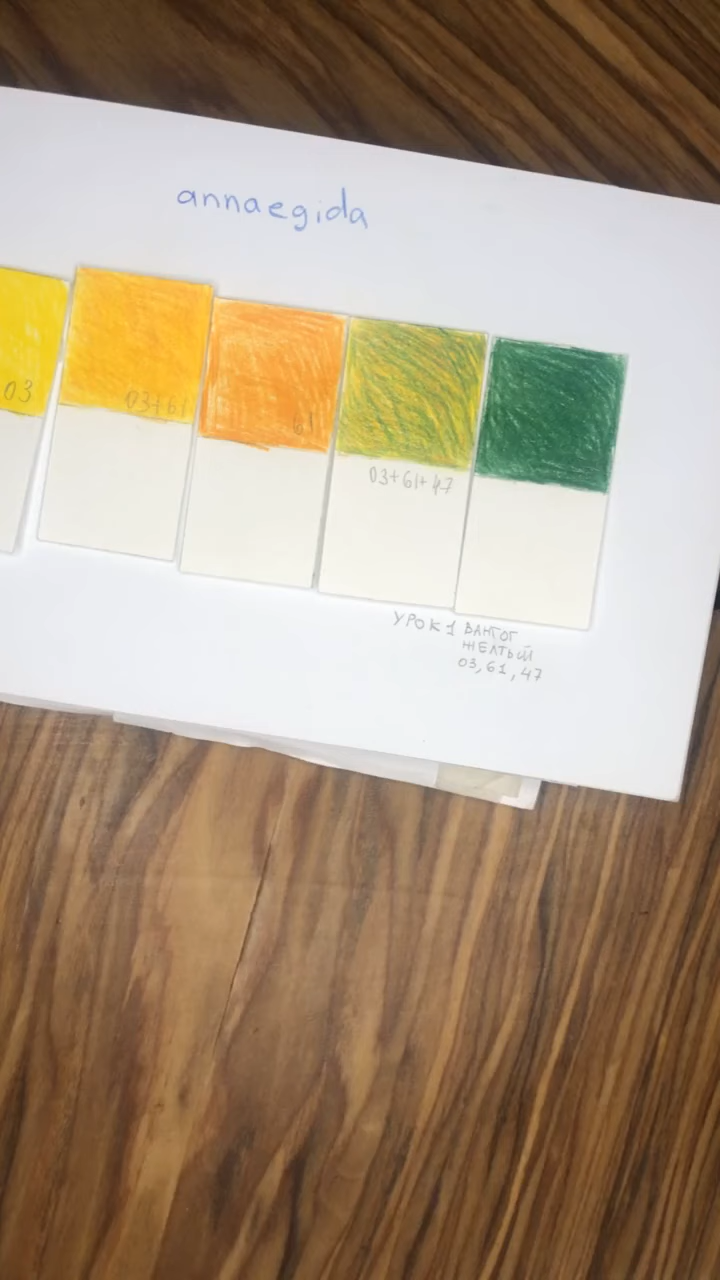 annaegida
03
03+61
61
03+61+47
УРОК 1 ВАНГОГ
ЖЕЛТЫЙ
03, 61, 47